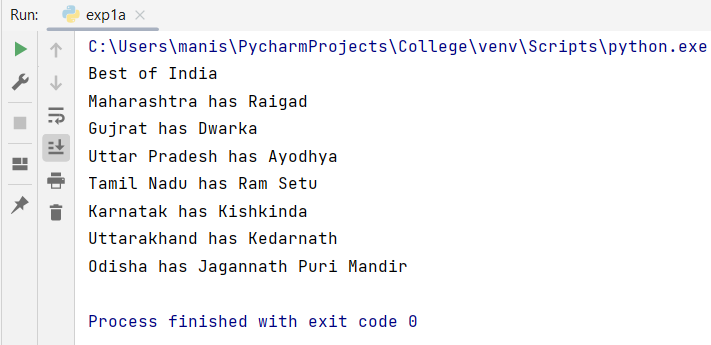 Run: exp1a
C:\Users\manis\PycharmProjects\College\venv\Scripts\python.exe
Best of India
Maharashtra has Raigad
Gujrat has Dwarka
Uttar Pradesh has Ayodhya
Tamil Nadu has Ram Setu
Karnatak has Kishkinda
Uttarakhand has Kedarnath
Odisha has Jagannath Puri Mandir
Process finished with exit code 0